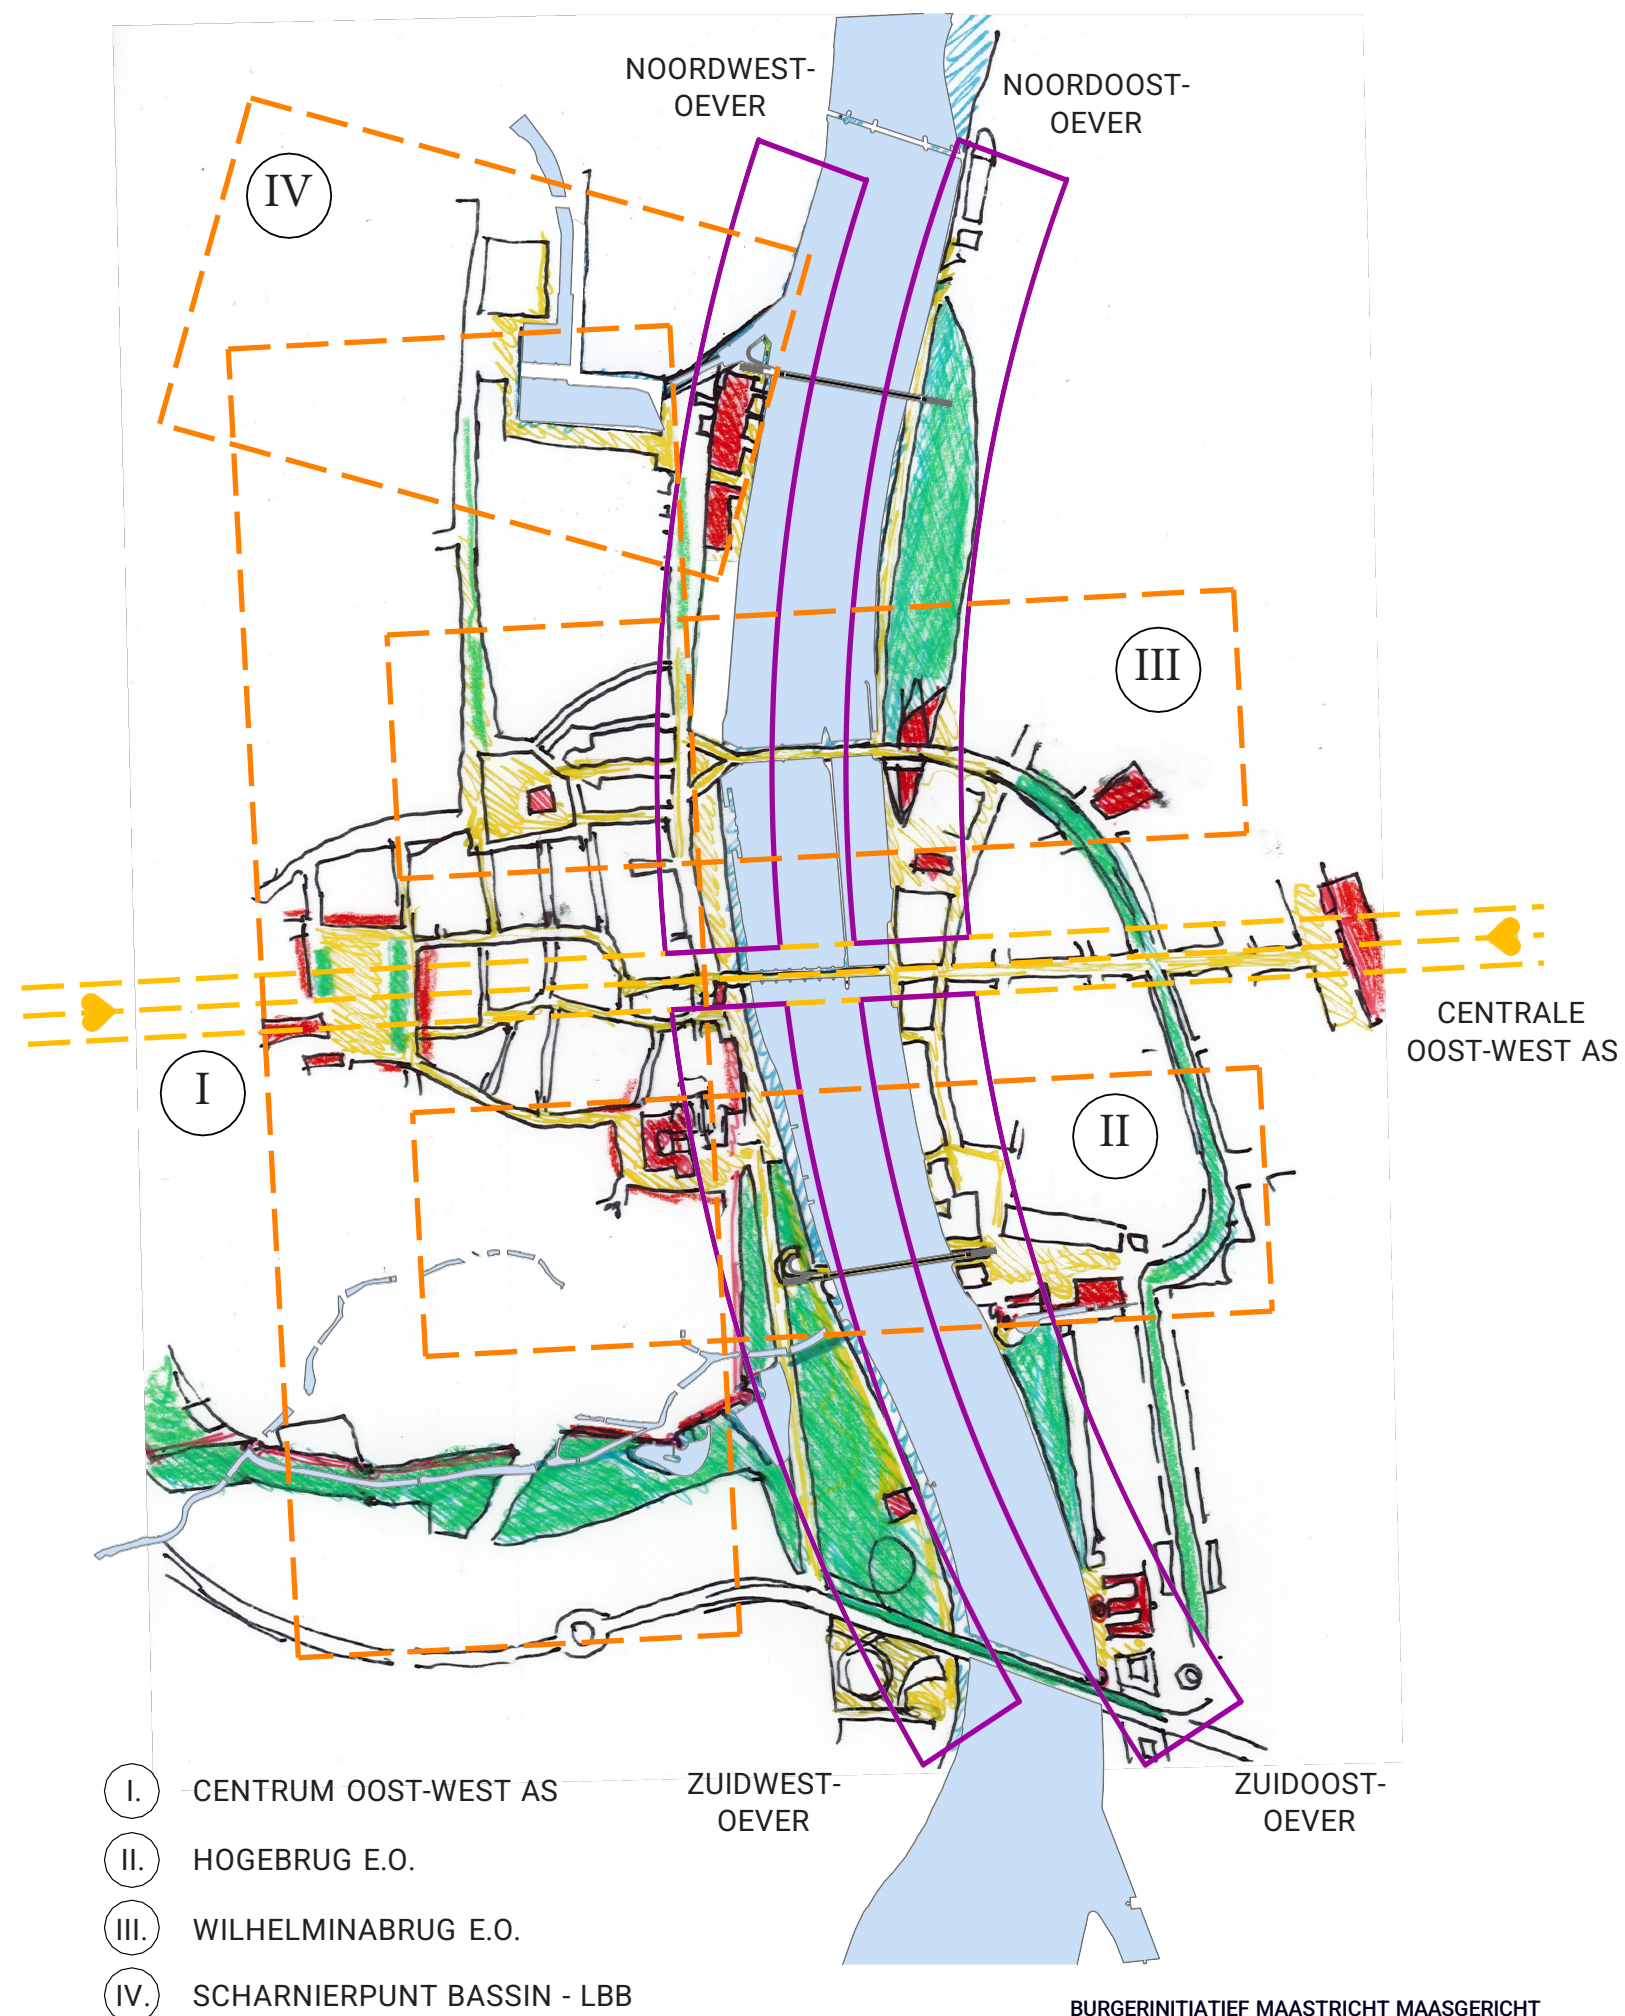 NOORDWEST-
OEVER
NOORDOOST-
OEVER
IV
III
CENTRALE
OOST-WEST AS
I
II
ZUIDWEST-
OEVER
ZUIDOOST-
OEVER
I. CENTRUM OOST-WEST AS
II. HOGEBRUG E.O.
III. WILHELMINABRUG E.O.
IV. SCHARNIERPUNT BASSIN - LBB
BURGERINITIATIEF MAASTRICHT MAASGERICHT